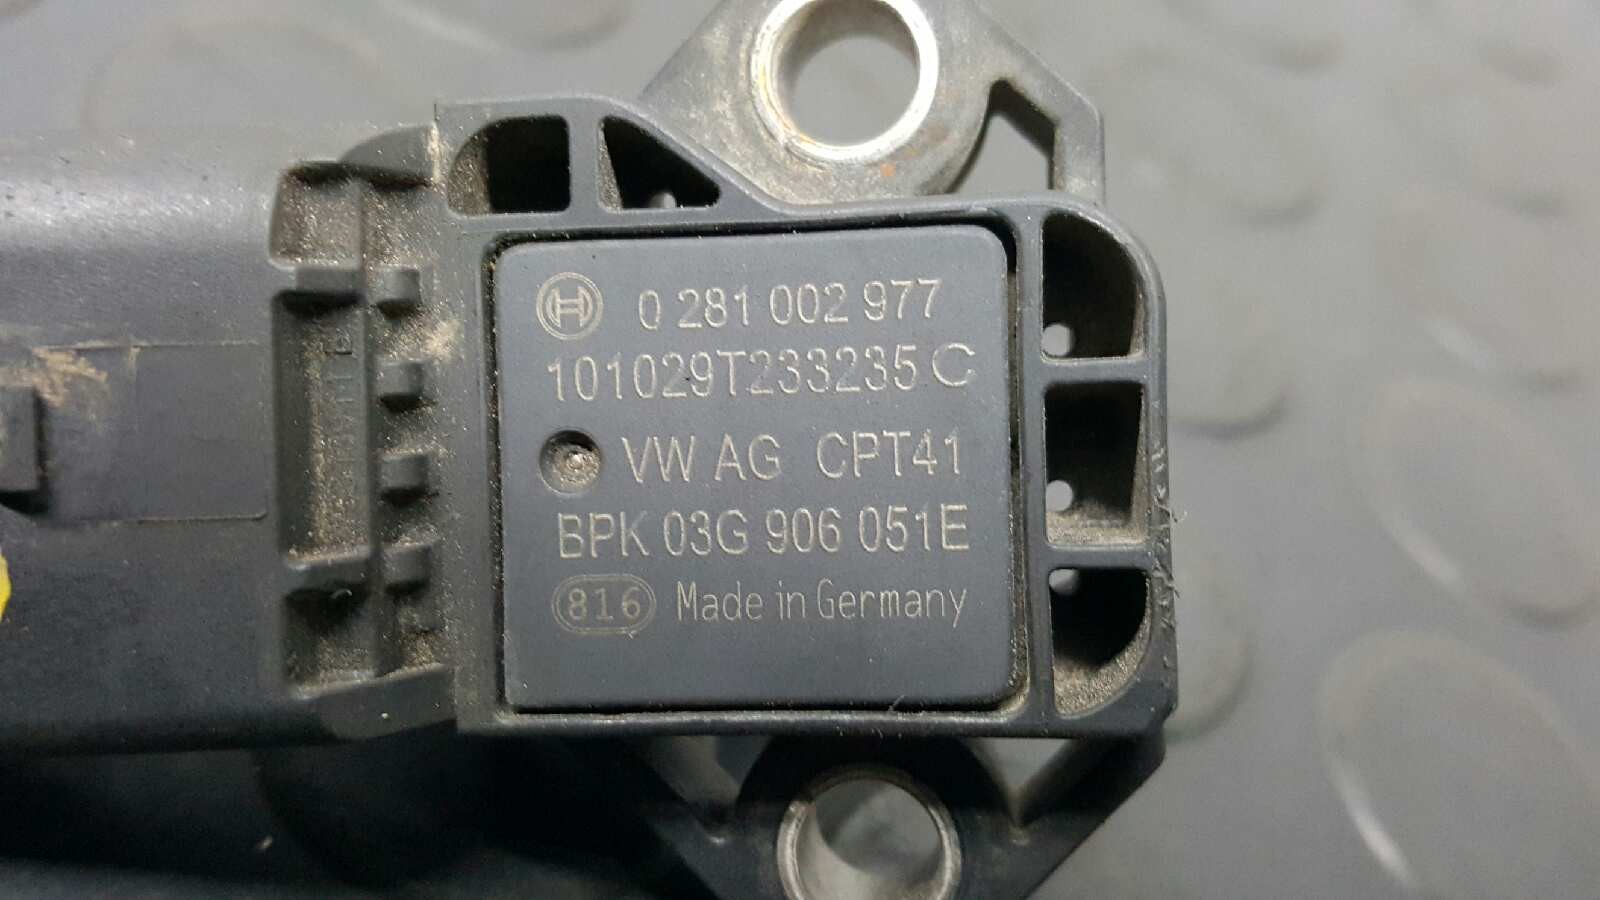 0 281 002 977
101029T233235 C
VW AG CPT41
BPK 03G 906 051E
816 Made in Germany